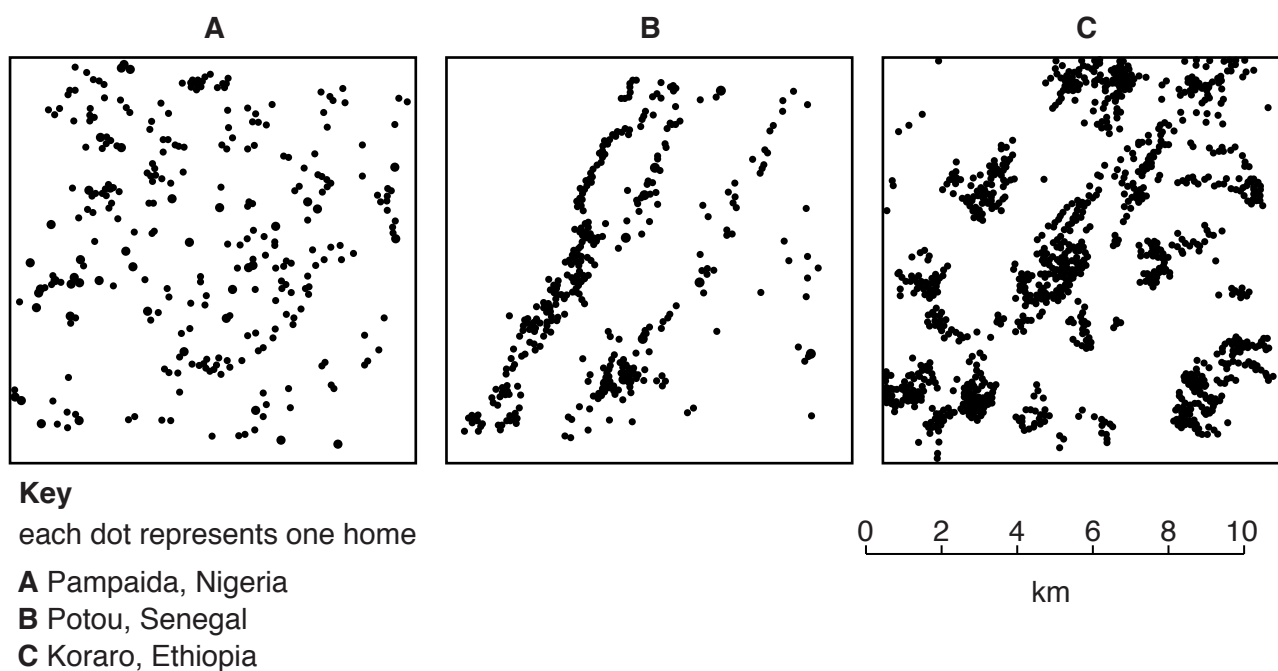 A B C
Key
each dot represents one home
A Pampaida, Nigeria
B Potou, Senegal
C Koraro, Ethiopia
0 2 4 6 8 10
km